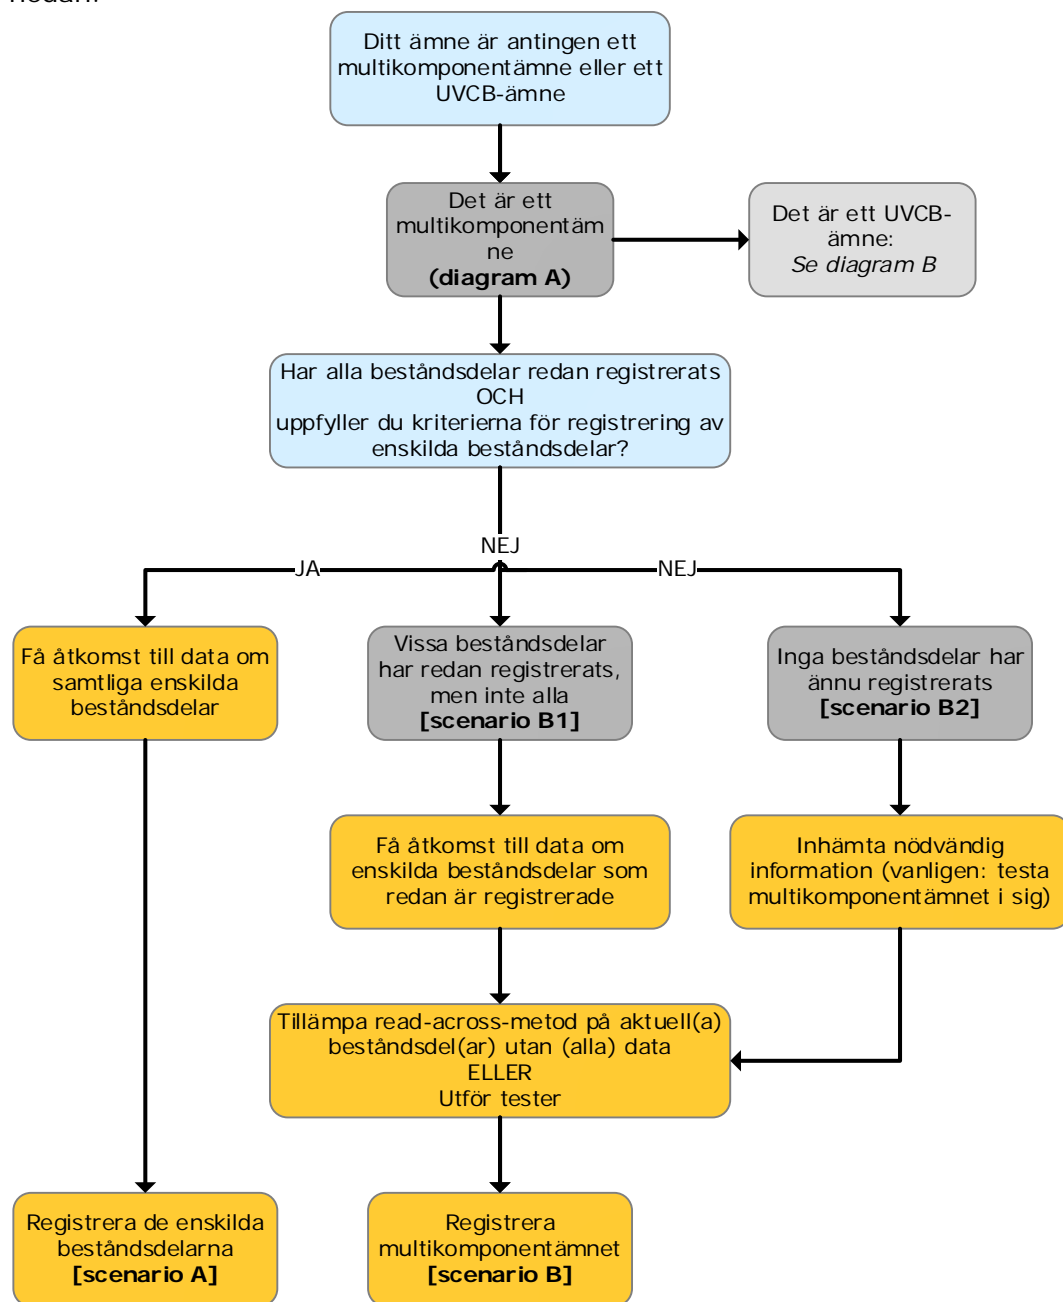 Ditt ämne är antingen ett
multikomponentämne eller ett
UVCB-ämne
Det är ett
multikomponentäm
ne
(diagram A)
Det är ett UVCB-
ämne:
Se diagram B
Har alla beståndsdelar redan registrerats
OCH
uppfyller du kriterierna för registrering av
enskilda beståndsdelar?
JA
NEJ
NEJ
Få åtkomst till data om
samtliga enskilda
beståndsdelar
Vissa beståndsdelar
har redan registrerats,
men inte alla
[scenario B1]
Inga beståndsdelar har
ännu registrerats
[scenario B2]
Få åtkomst till data om
enskilda beståndsdelar som
redan är registrerade
Inhämta nödvändig
information (vanligen: testa
multikomponentämnet i sig)
Tillämpa read-across-metod på aktuell(a)
beståndsdel(ar) utan (alla) data
ELLER
Utför tester
Registrera de enskilda
beståndsdelarna
[scenario A]
Registrera
multikomponentämnet
[scenario B]